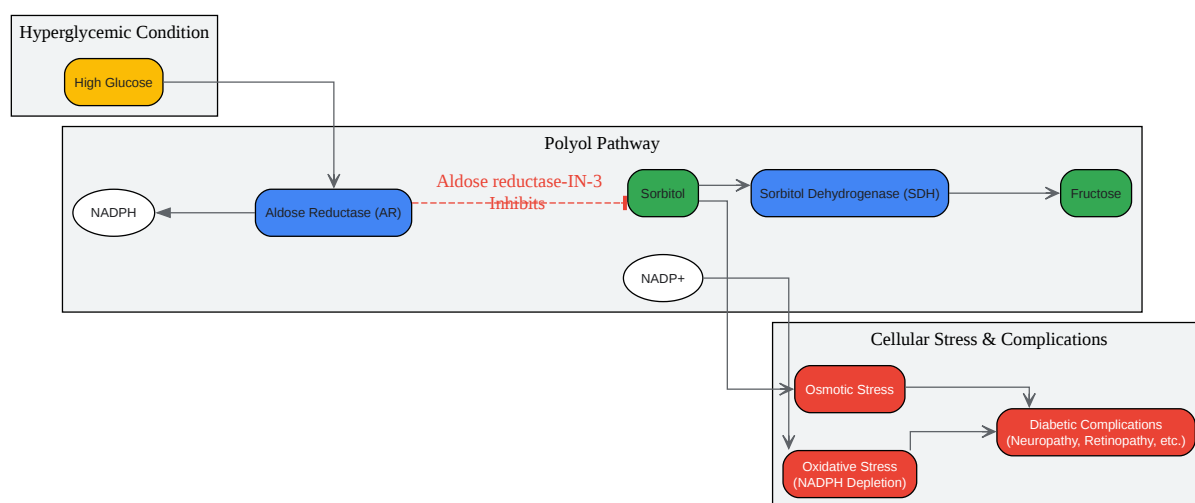 Hyperglycemic Condition
High Glucose
Polyol Pathway
NADPH
Aldose Reductase (AR)
Aldose reductase-IN-3
Inhibits
Sorbitol
Sorbitol Dehydrogenase (SDH)
Fructose
NADP+
Cellular Stress & Complications
Osmotic Stress
Diabetic Complications
(Neuropathy, Retinopathy, etc.)
Oxidative Stress
(NADPH Depletion)